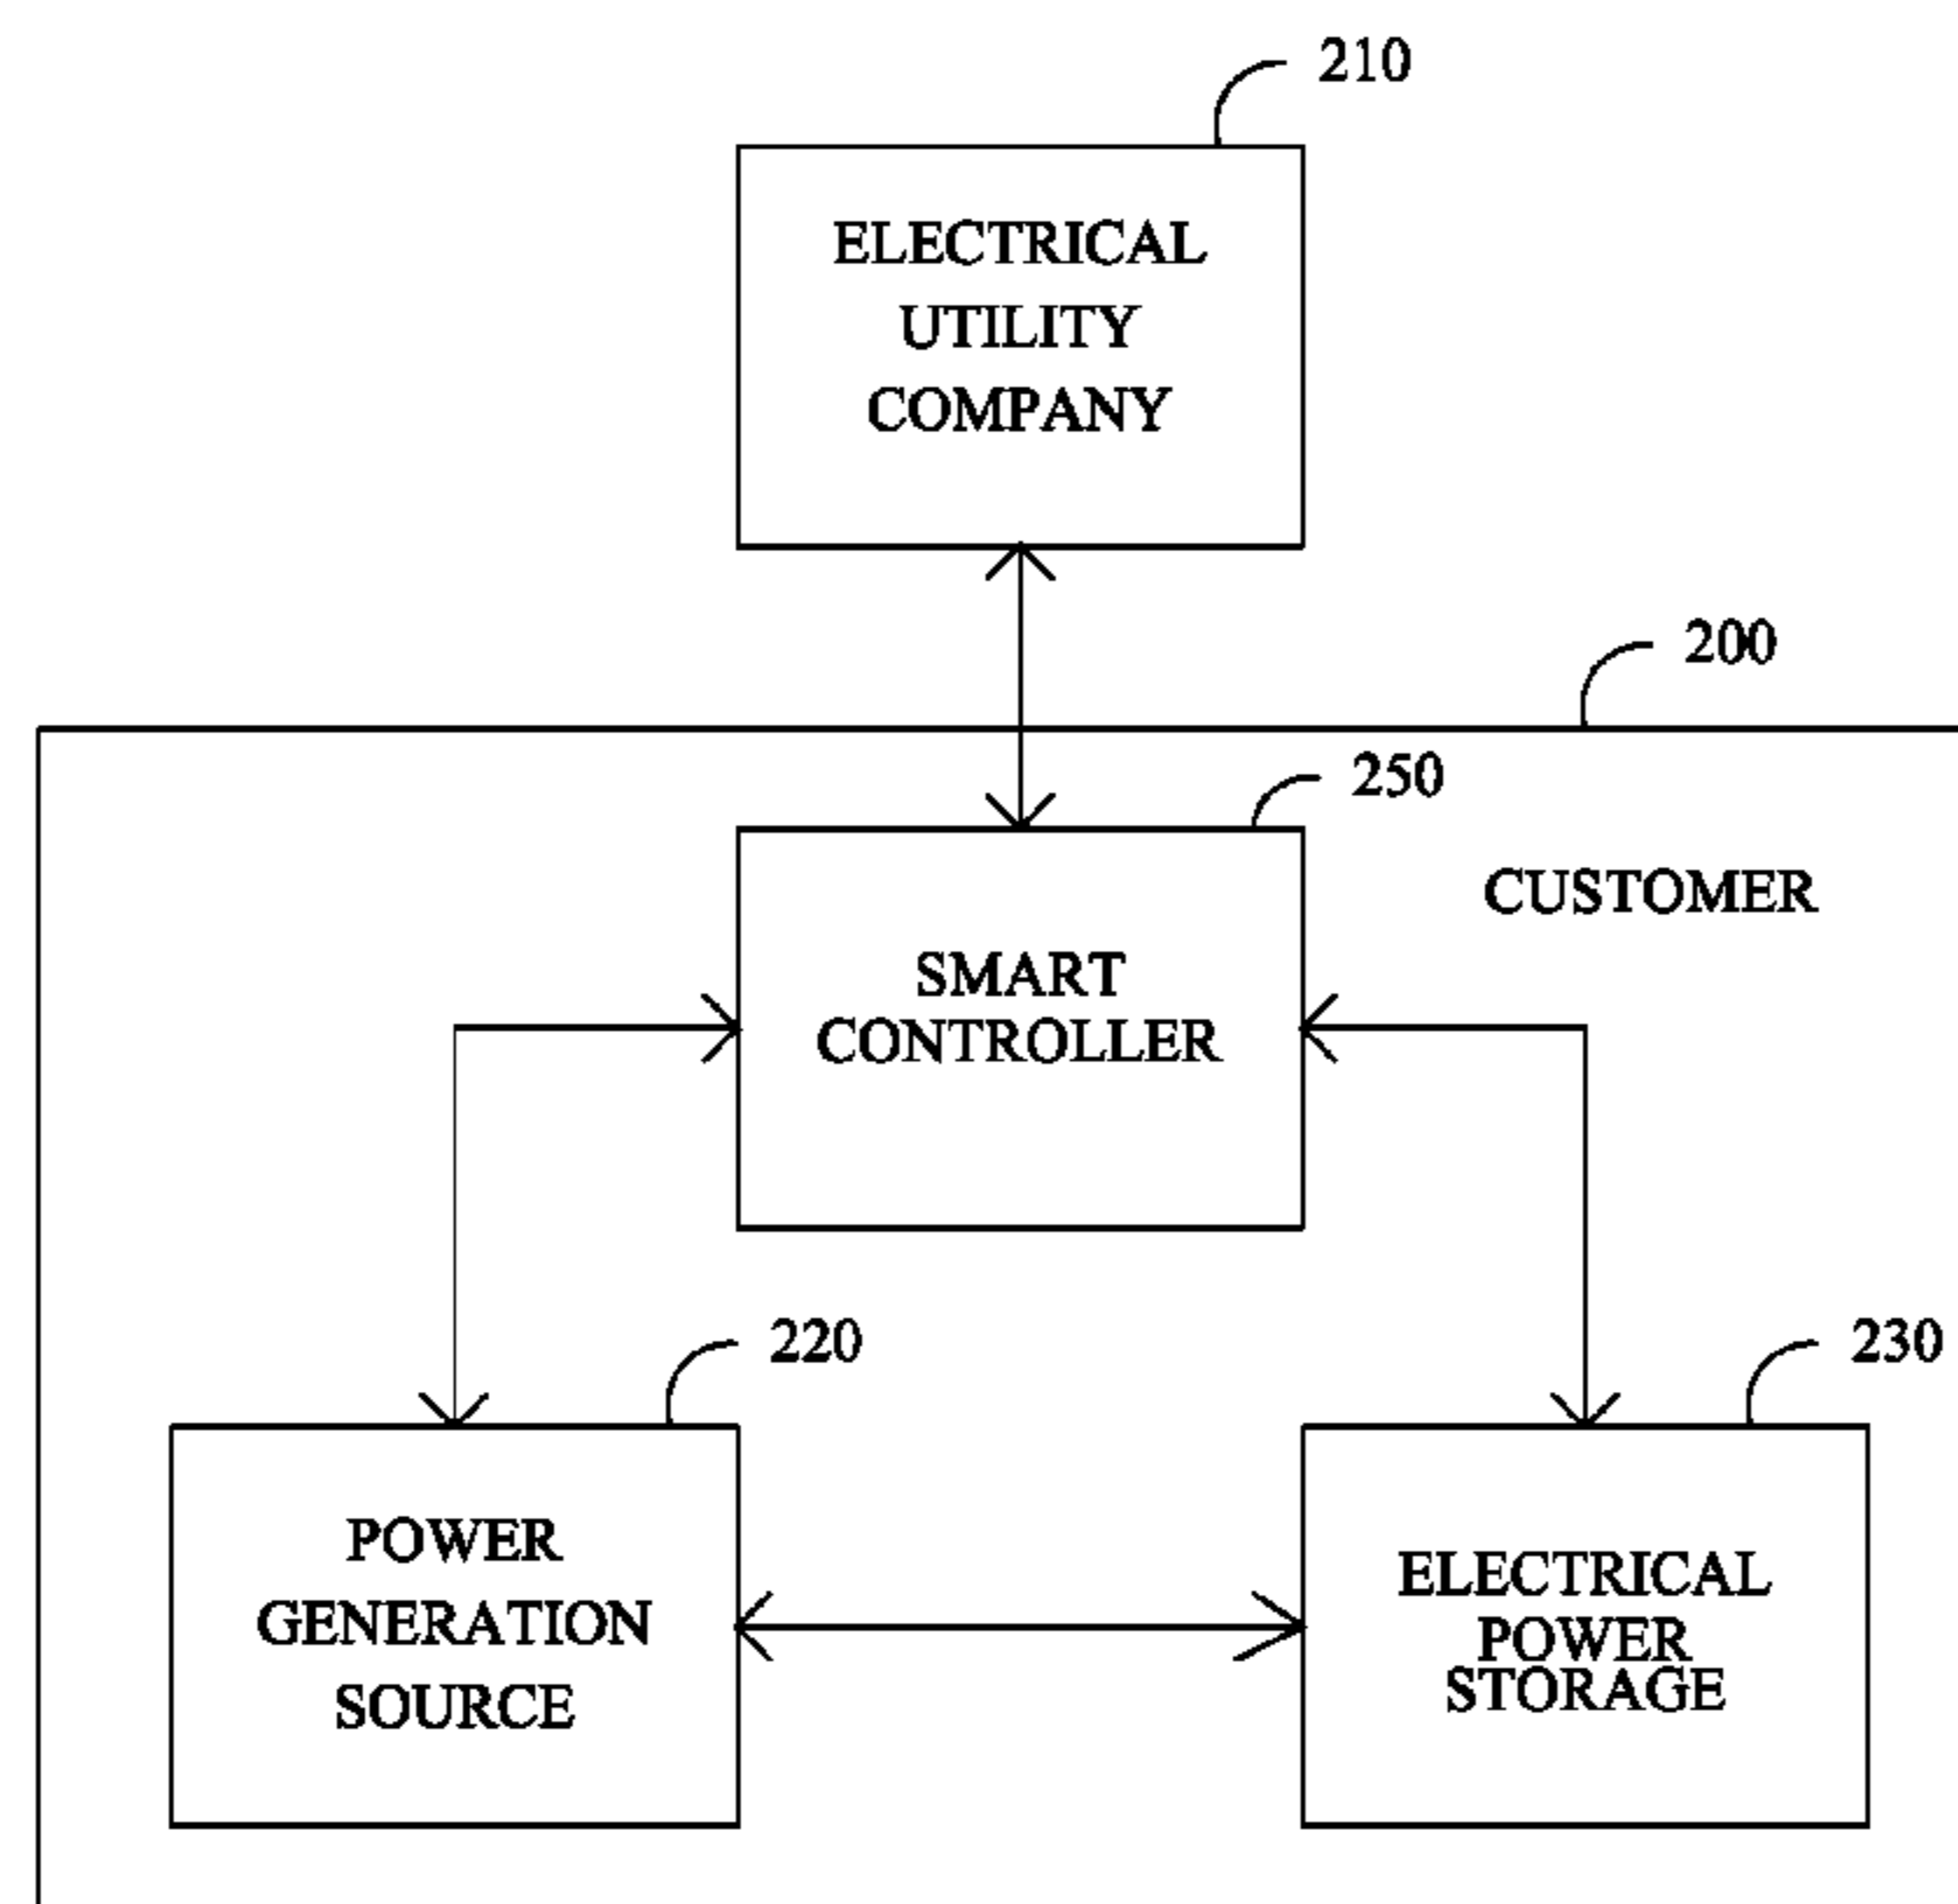 210
ELECTRICAL
UTILITY
COMPANY
200
250
CUSTOMER
SMART
CONTROLLER
220
230
POWER
GENERATION
SOURCE
ELECTRICAL
POWER
STORAGE